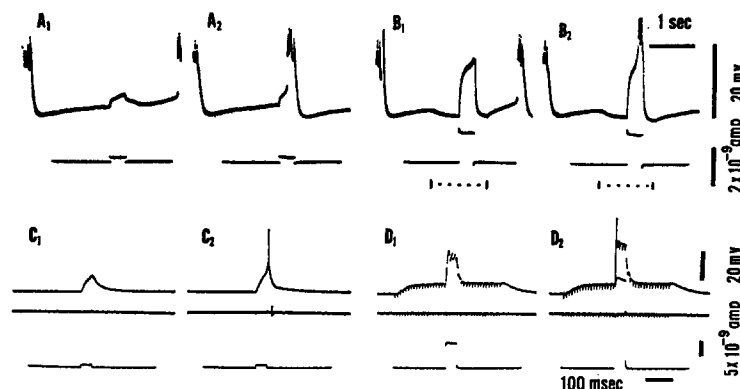 A1
A2
B1
B2
1 sec
20 mv
2 x 10⁻⁹ amp
C1
C2
D1
D2
20 mv
5 x 10⁻⁹ amp
100 msec